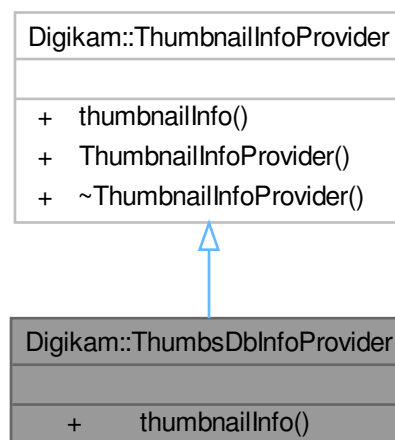 Digikam::ThumbnailInfoProvider
+ thumbnailInfo()
+ ThumbnailInfoProvider()
+ ~ThumbnailInfoProvider()
Digikam::ThumbsDbInfoProvider
+ thumbnailInfo()